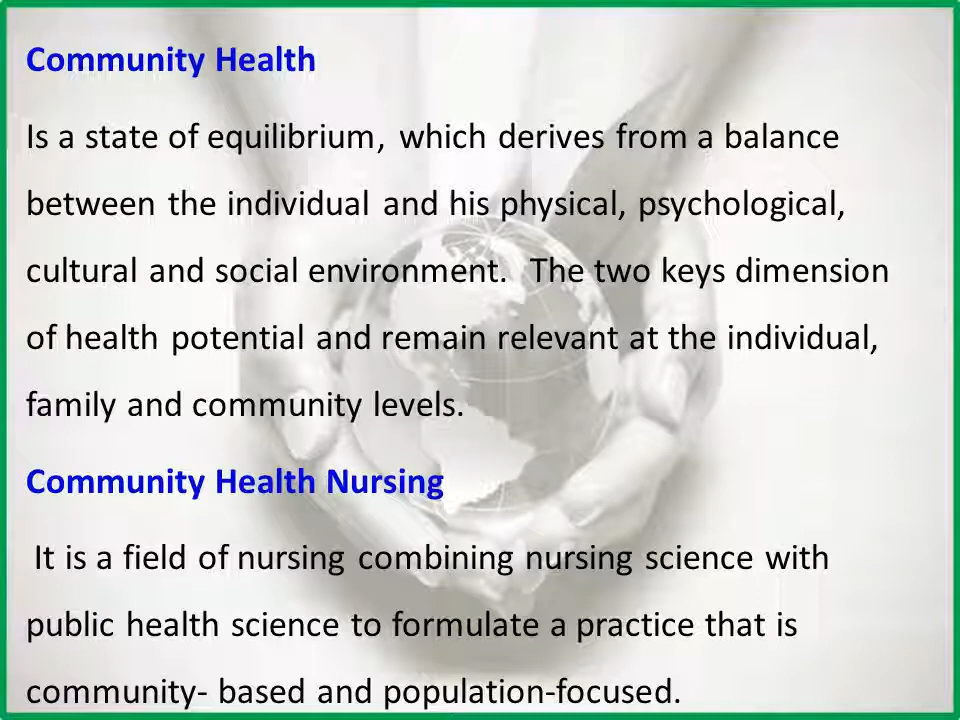 Community Health
Is a state of equilibrium, which derives from a balance
between the individual and his physical, psychological,
cultural and social environment. The two keys dimension
of health potential and remain relevant at the individual,
family and community levels.
Community Health Nursing
It is a field of nursing combining nursing science with
public health science to formulate a practice that is
community- based and population-focused.